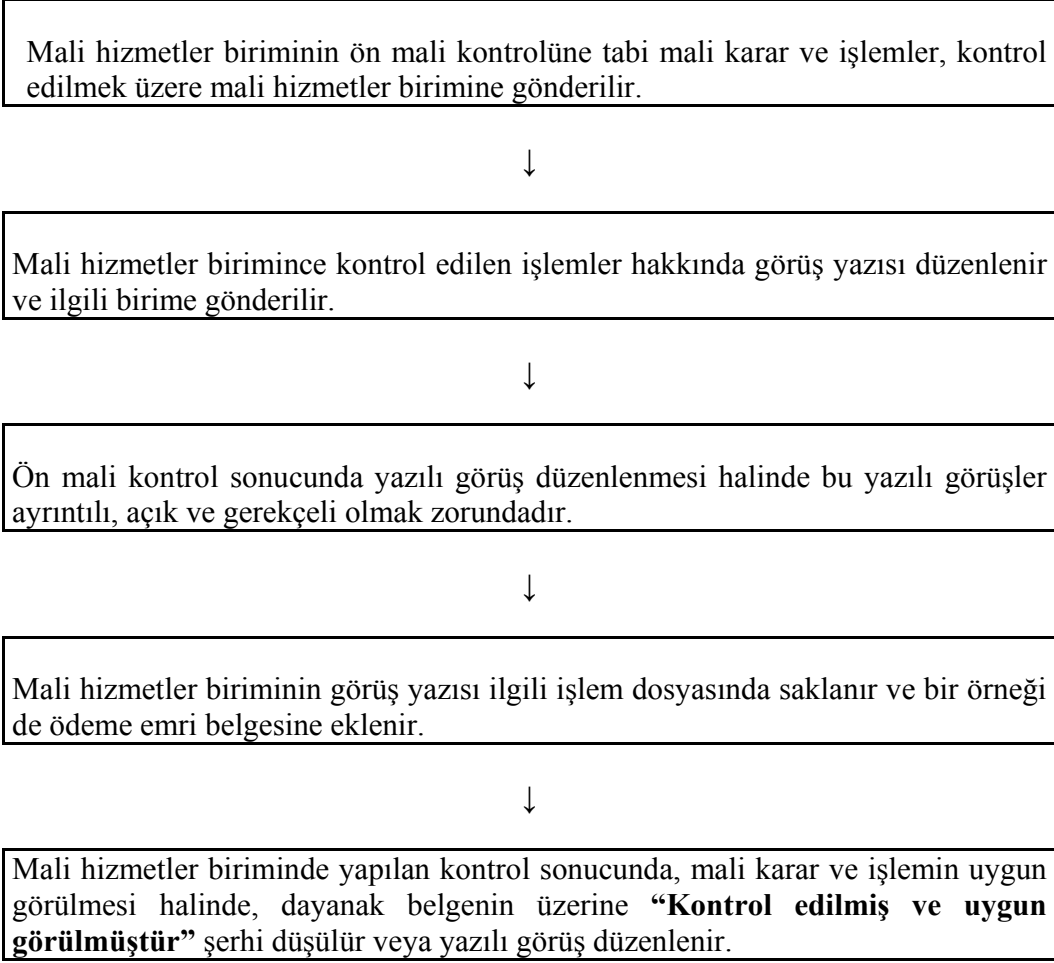 Mali hizmetler biriminin ön mali kontrolüne tabi mali karar ve işlemler, kontrol
edilmek üzere mali hizmetler birimine gönderilir.
↓
Mali hizmetler birimince kontrol edilen işlemler hakkında görüş yazısı düzenlenir
ve ilgili birime gönderilir.
↓
Ön mali kontrol sonucunda yazılı görüş düzenlenmesi halinde bu yazılı görüşler
ayrıntılı, açık ve gerekçeli olmak zorundadır.
↓
Mali hizmetler biriminin görüş yazısı ilgili işlem dosyasında saklanır ve bir örneği
de ödeme emri belgesine eklenir.
↓
Mali hizmetler biriminde yapılan kontrol sonucunda, mali karar ve işlemin uygun
görülmesi halinde, dayanak belgenin üzerine “Kontrol edilmiş ve uygun
görülmüştür” şerhi düşülür veya yazılı görüş düzenlenir.